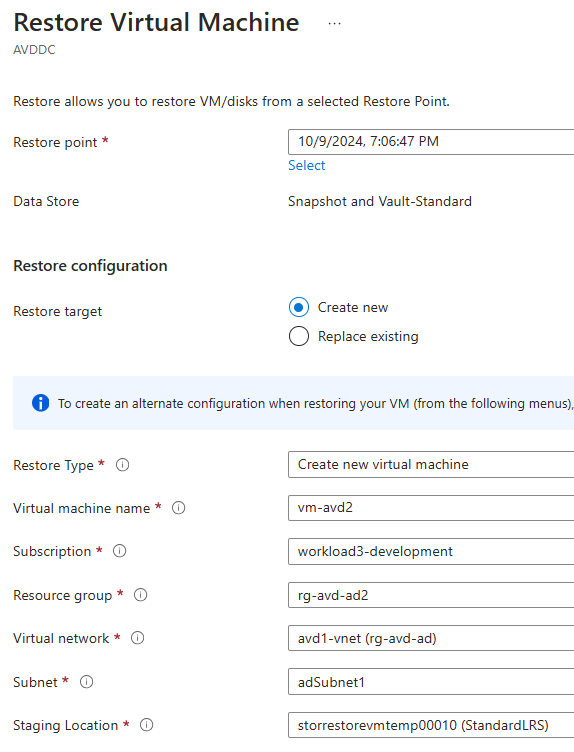 Restore Virtual Machine ...
AVDDC
Restore allows you to restore VM/disks from a selected Restore Point.
Restore point * 10/9/2024, 7:06:47 PM
Select
Data Store Snapshot and Vault-Standard
Restore configuration
Restore target Create new
Replace existing
To create an alternate configuration when restoring your VM (from the following menus),
Restore Type * Create new virtual machine
Virtual machine name * vm-avd2
Subscription * workload3-development
Resource group * rg-avd-ad2
Virtual network * avd1-vnet (rg-avd-ad)
Subnet * adSubnet1
Staging Location * storrestorevmtemp00010 (StandardLRS)